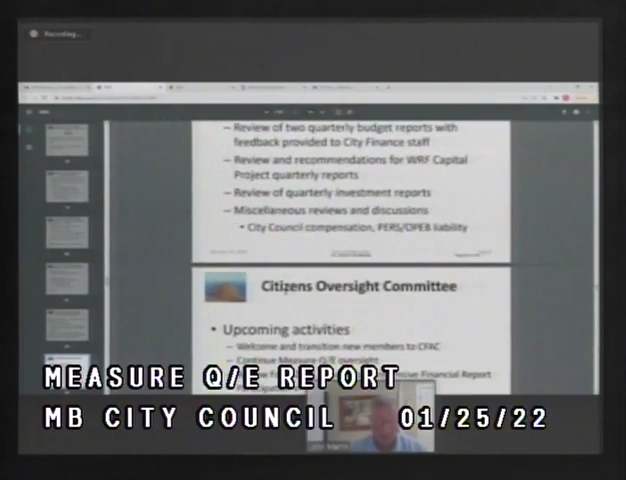 Recording...
– Review of two quarterly budget reports with
feedback provided to City Finance staff
– Review and recommendations for WRF Capital
Project quarterly reports
– Review of quarterly investment reports
– Miscellaneous reviews and discussions
• City Council compensation, PERS/OPEB liability
Citizens Oversight Committee
• Upcoming activities
– Welcome and transition new members to CFAC
– Continue Measure Q/E oversight
Financial Report
MEASURE Q/E REPORT
MB CITY COUNCIL 01/25/22